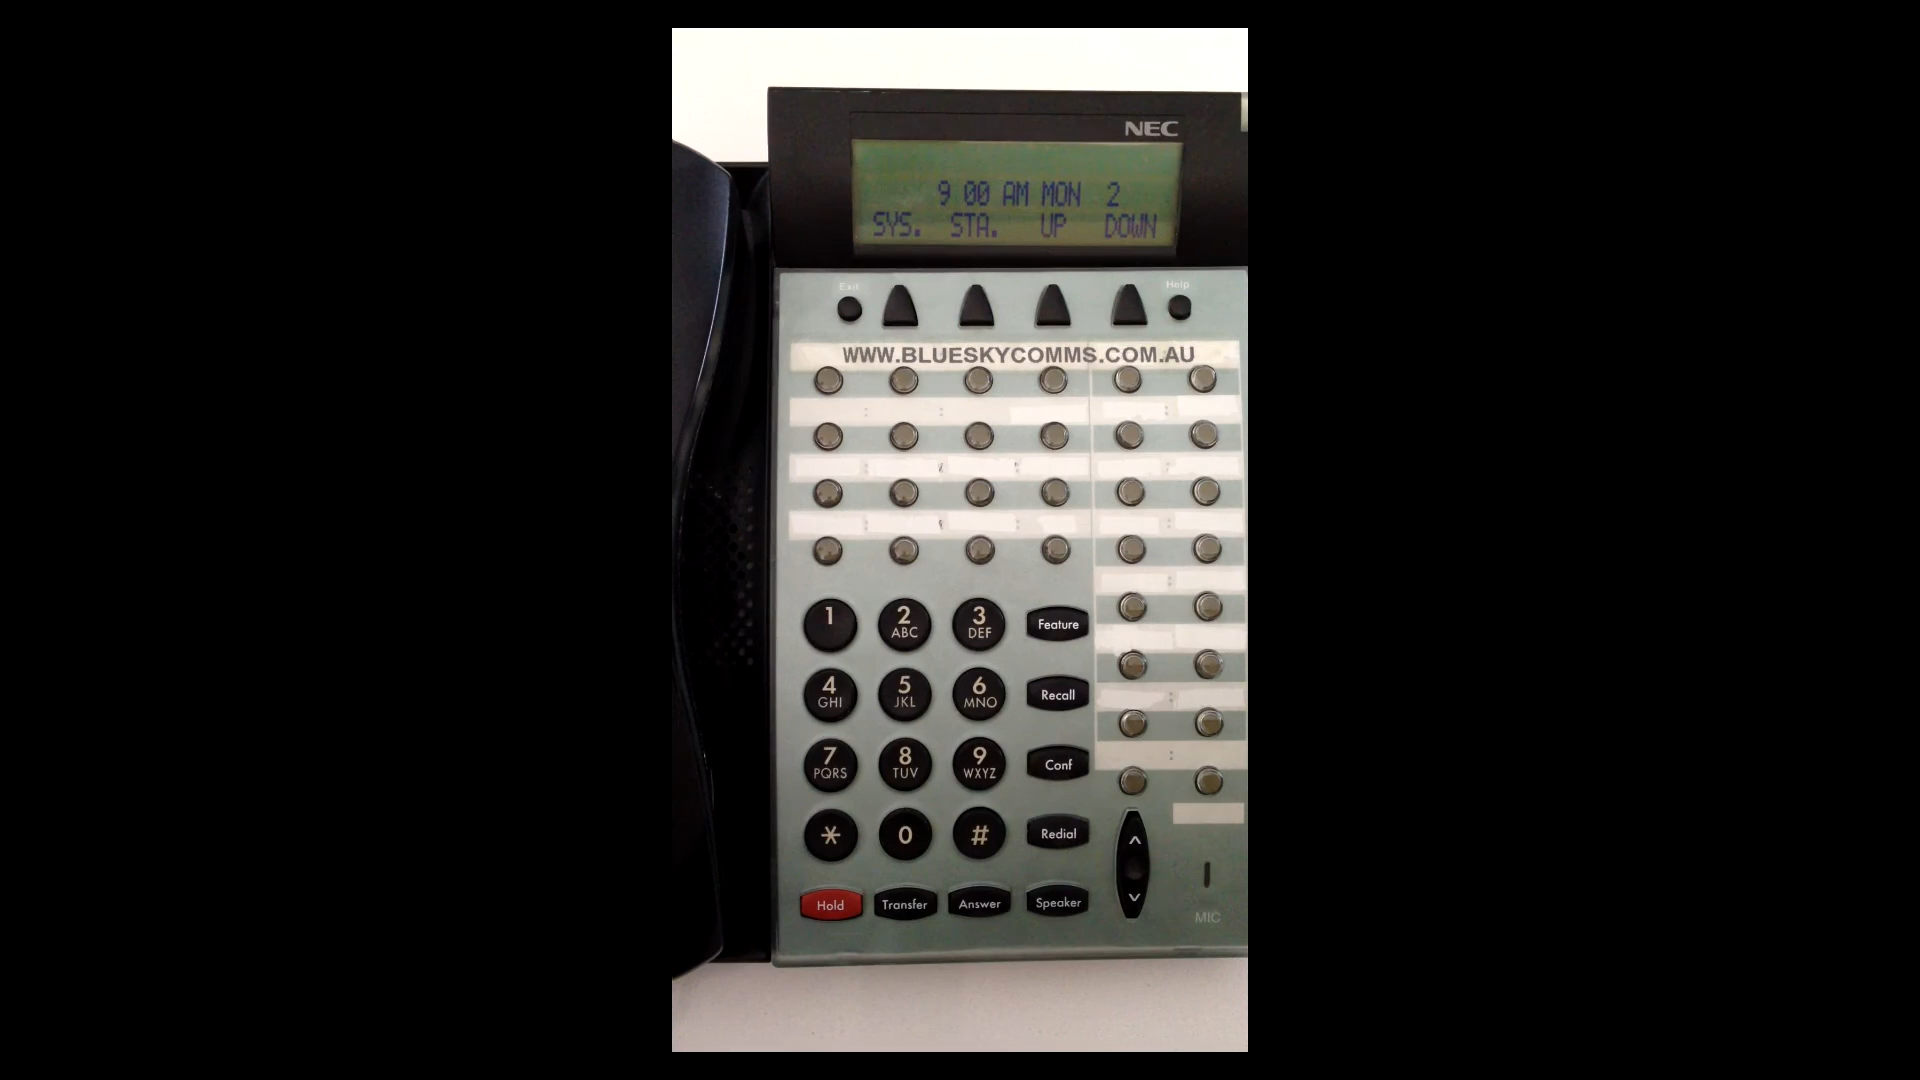 NEC
9 00 AM MON 2
SYS. STA. UP DOWN
Exit Help
WWW.BLUESKYCOMMS.COM.AU
1 2 ABC 3 DEF Feature
4 GHI 5 JKL 6 MNO Recall
7 PQRS 8 TUV 9 WXYZ Conf
* 0 # Redial
Hold Transfer Answer Speaker
MIC